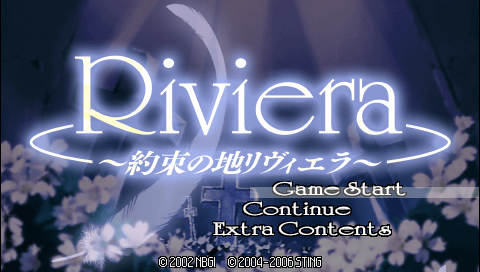 Riviera
～約束の地リヴィエラ～
Game Start
Continue
Extra Contents
© 2002 NBGI © 2004-2006 STING